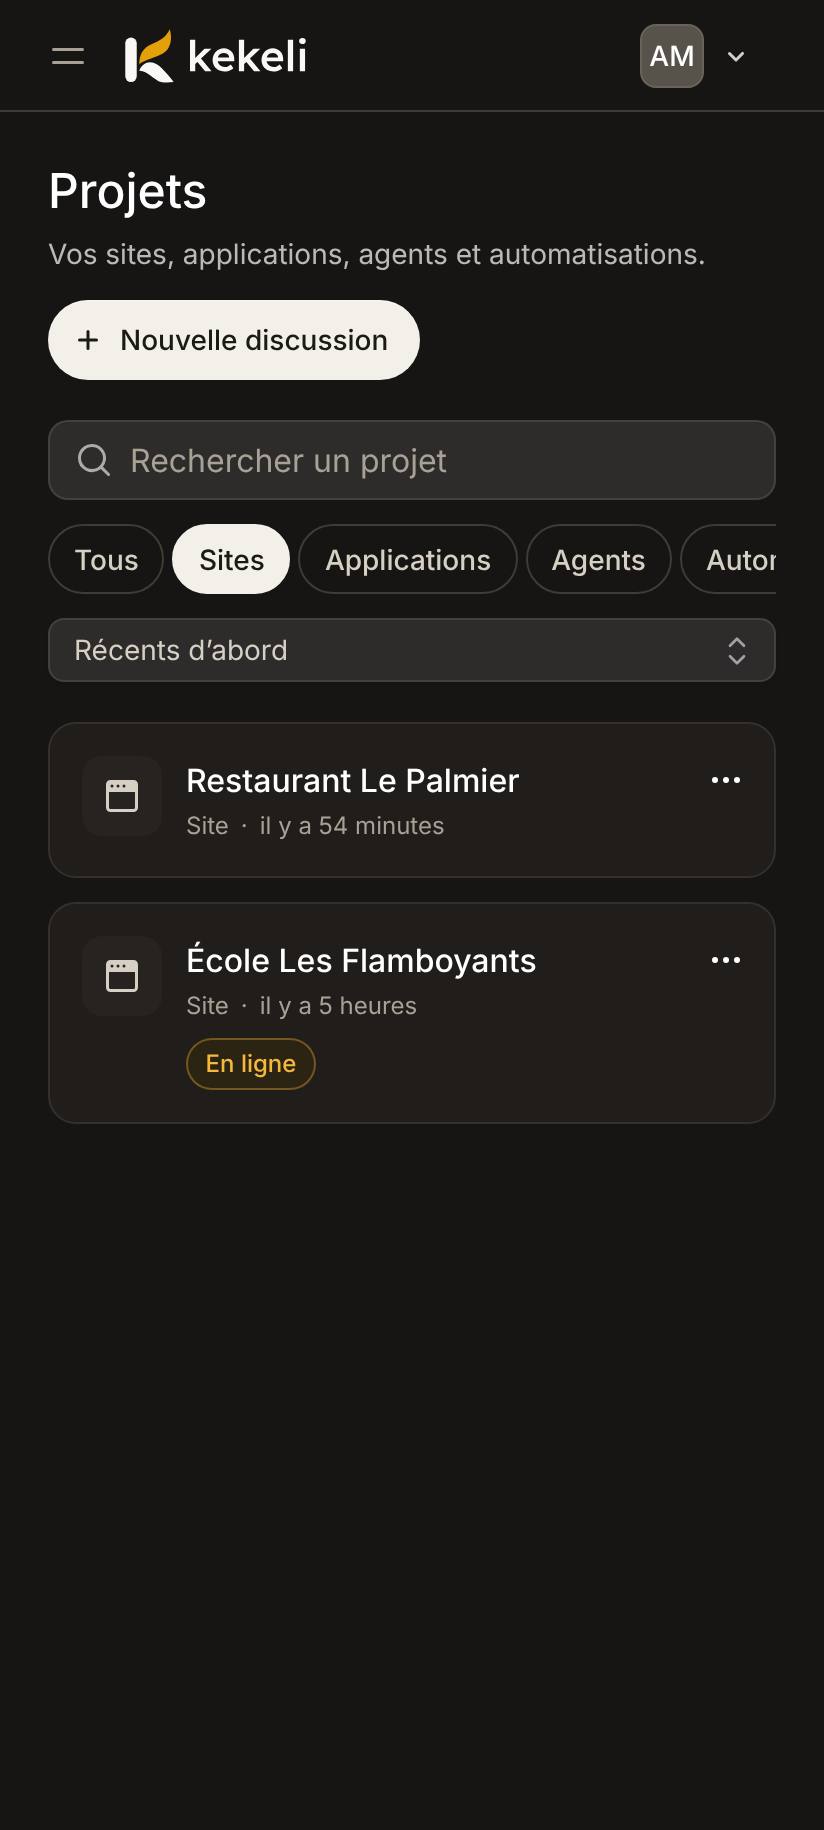 kekeli
AM
Projets
Vos sites, applications, agents et automatisations.
+ Nouvelle discussion
Rechercher un projet
Tous Sites Applications Agents
Récents d’abord
Restaurant Le Palmier
Site · il y a 54 minutes
École Les Flamboyants
Site · il y a 5 heures
En ligne